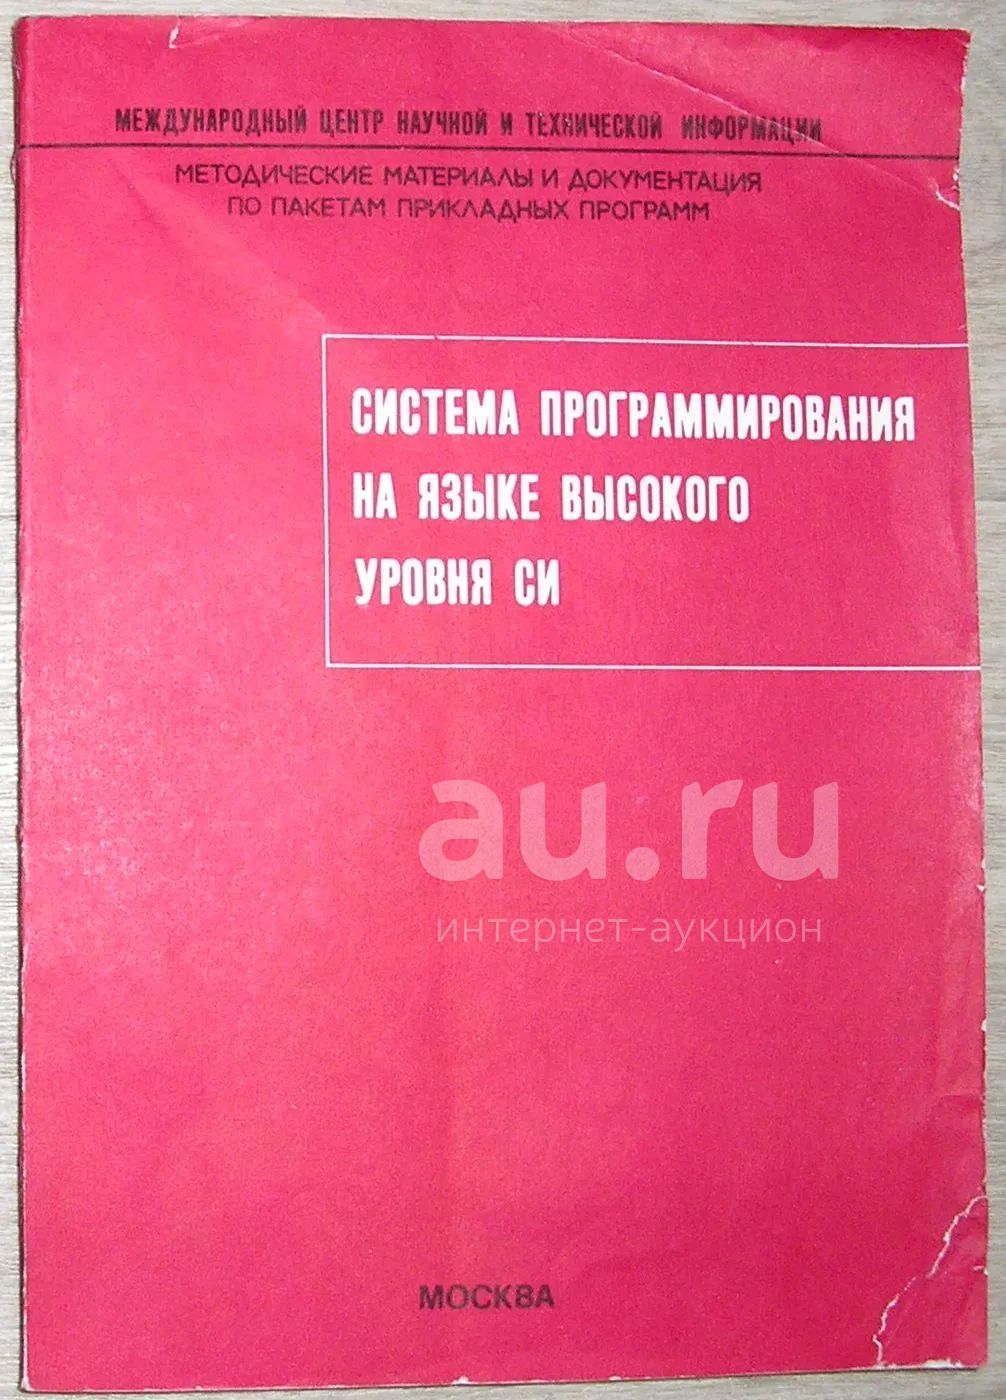 МЕЖДУНАРОДНЫЙ ЦЕНТР НАУЧНОЙ И ТЕХНИЧЕСКОЙ ИНФОРМАЦИИ
МЕТОДИЧЕСКИЕ МАТЕРИАЛЫ И ДОКУМЕНТАЦИЯ
ПО ПАКЕТАМ ПРИКЛАДНЫХ ПРОГРАММ
СИСТЕМА ПРОГРАММИРОВАНИЯ
НА ЯЗЫКЕ ВЫСОКОГО
УРОВНЯ СИ
au.ru
интернет-аукцион
МОСКВА